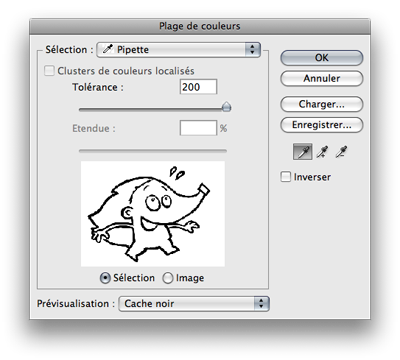 Plage de couleurs
Sélection : Pipette
OK
Clusters de couleurs localisés
Annuler
Tolérance : 200
Charger...
Etendue : %
Enregistrer...
Inverser
Sélection Image
Prévisualisation : Cache noir